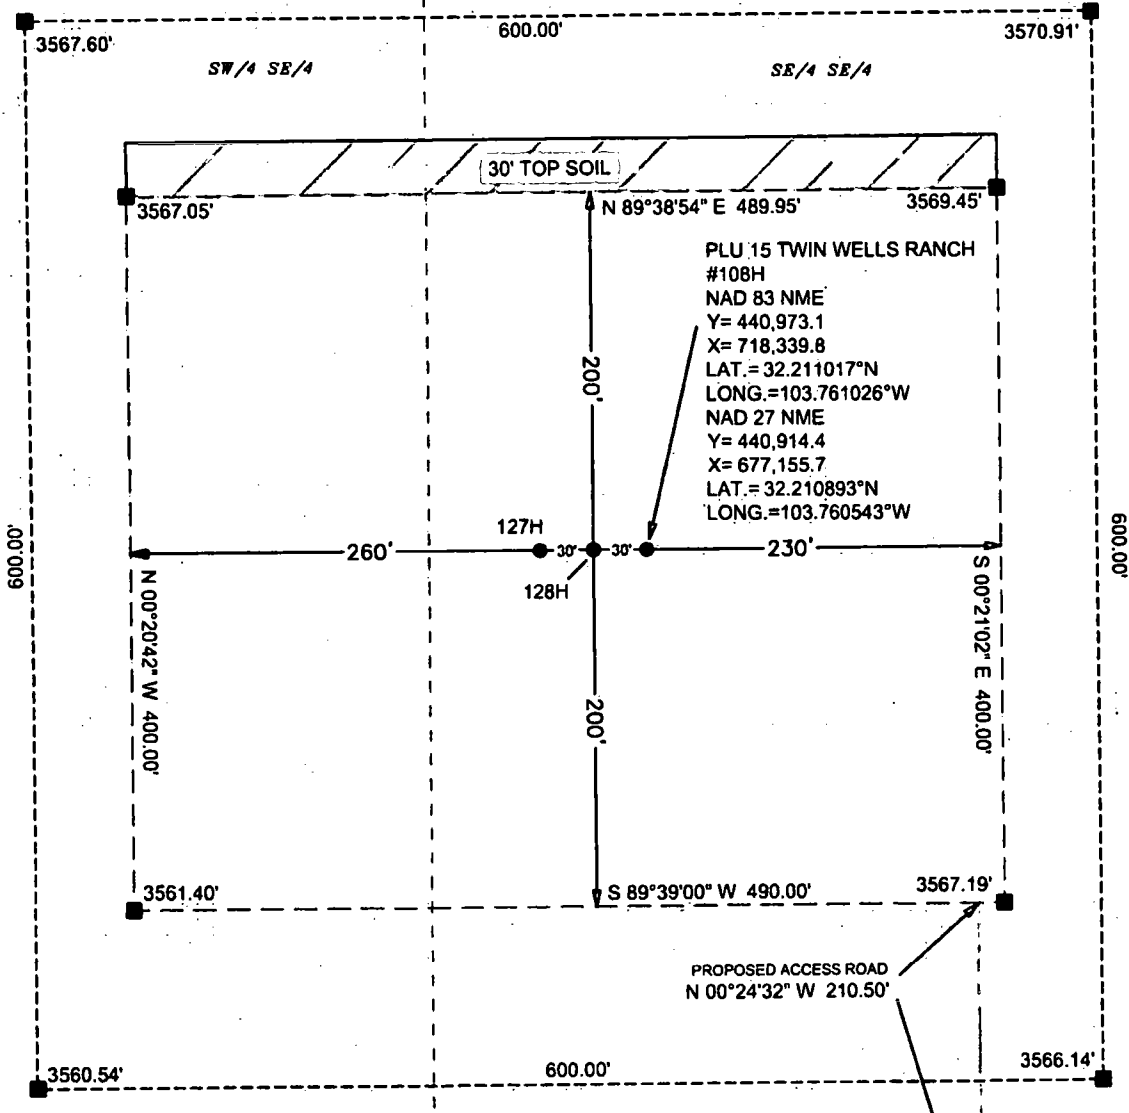 600.00'
3567.60'
3570.91'
SW/4 SE/4
SE/4 SE/4
30' TOP SOIL
3567.05'
N 89°38'54" E 489.95'
3569.45'
PLU 15 TWIN WELLS RANCH
#108H
NAD 83 NME
Y= 440,973.1
X= 718,339.8
LAT.= 32.211017°N
LONG.=103.761026°W
NAD 27 NME
Y= 440,914.4
X= 677,155.7
LAT.= 32.210893°N
LONG.=103.760543°W
200'
127H
260'
30'
30'
230'
128H
600.00'
600.00'
N 00°20'42" W 400.00'
S 00°21'02" E 400.00'
200'
3561.40'
S 89°39'00" W 490.00'
3567.19'
PROPOSED ACCESS ROAD
N 00°24'32" W 210.50'
3560.54'
600.00'
3566.14'